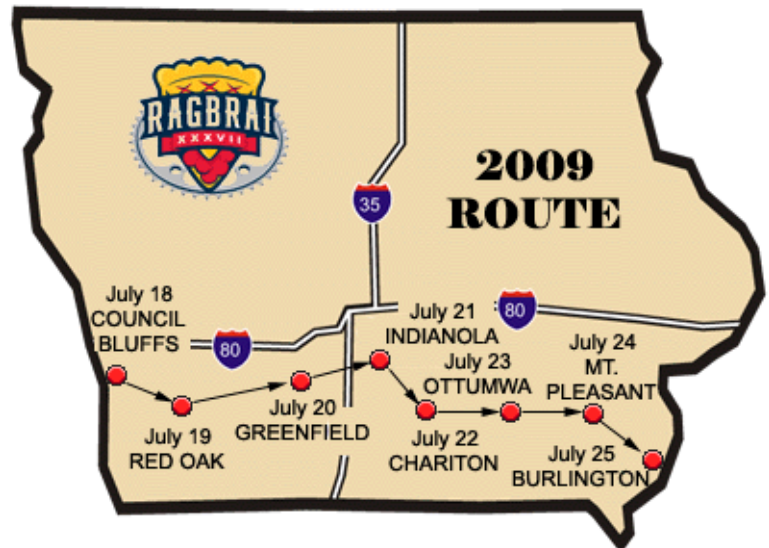 RAGBRAI
XXXVII
2009
ROUTE
35
July 18
COUNCIL
BLUFFS
80
July 21
INDIANOLA
80
July 23
OTTUMWA
July 24
MT.
PLEASANT
July 19
RED OAK
July 20
GREENFIELD
July 22
CHARITON
July 25
BURLINGTON